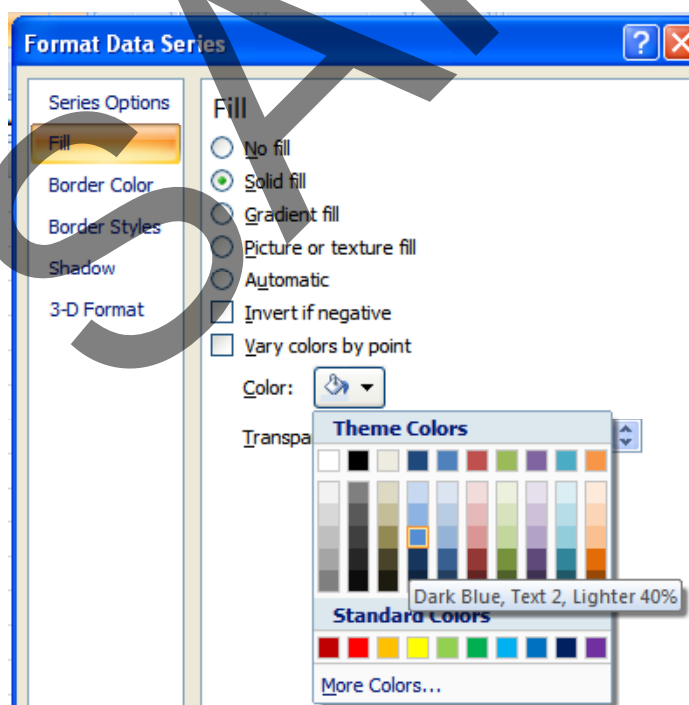 Format Data Series
Series Options
Fill
Border Color
Border Styles
Shadow
3-D Format
Fill
No fill
Solid fill
Gradient fill
Picture or texture fill
Automatic
Invert if negative
Vary colors by point
Color:
Theme Colors
Dark Blue, Text 2, Lighter 40%
Standard Colors
More Colors...